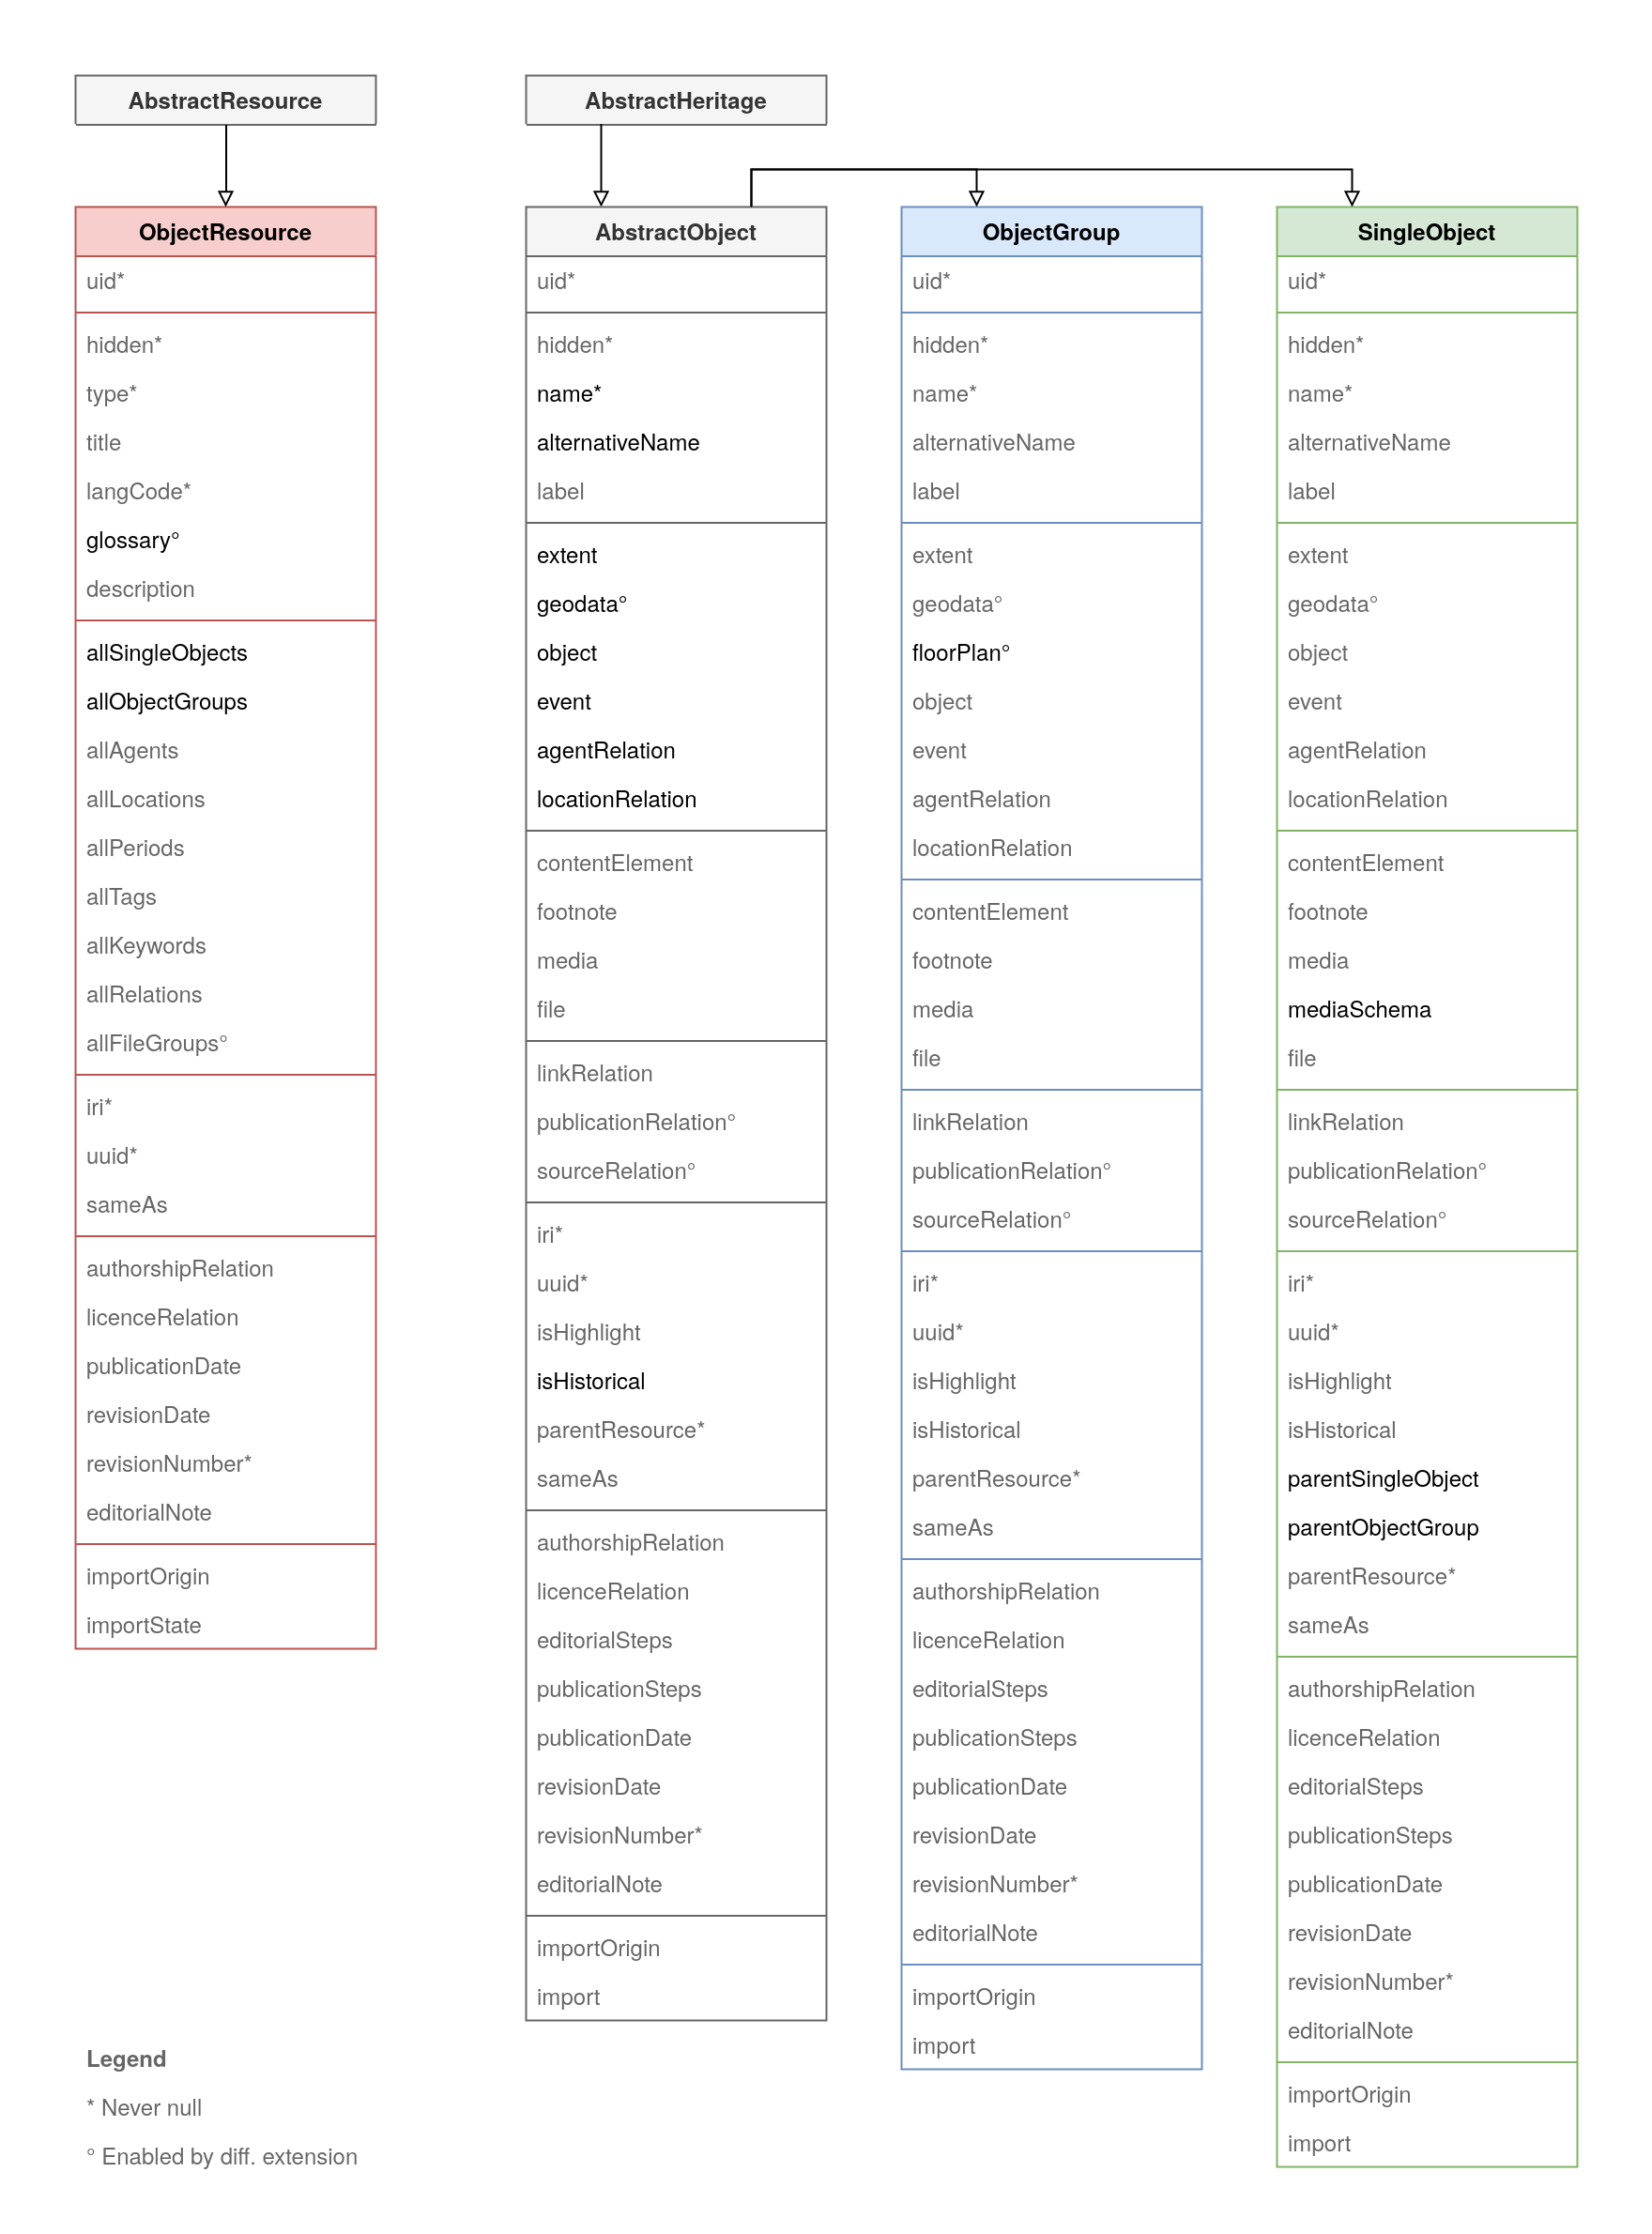 AbstractResource
AbstractHeritage
ObjectResource
uid*
hidden*
type*
title
langCode*
glossary°
description
allSingleObjects
allObjectGroups
allAgents
allLocations
allPeriods
allTags
allKeywords
allRelations
allFileGroups°
iri*
uuid*
sameAs
authorshipRelation
licenceRelation
publicationDate
revisionDate
revisionNumber*
editorialNote
importOrigin
importState
AbstractObject
uid*
hidden*
name*
alternativeName
label
extent
geodata°
object
event
agentRelation
locationRelation
contentElement
footnote
media
file
linkRelation
publicationRelation°
sourceRelation°
iri*
uuid*
isHighlight
isHistorical
parentResource*
sameAs
authorshipRelation
licenceRelation
editorialSteps
publicationSteps
publicationDate
revisionDate
revisionNumber*
editorialNote
importOrigin
import
ObjectGroup
uid*
hidden*
name*
alternativeName
label
extent
geodata°
floorPlan°
object
event
agentRelation
locationRelation
contentElement
footnote
media
file
linkRelation
publicationRelation°
sourceRelation°
iri*
uuid*
isHighlight
isHistorical
parentResource*
sameAs
authorshipRelation
licenceRelation
editorialSteps
publicationSteps
publicationDate
revisionDate
revisionNumber*
editorialNote
importOrigin
import
SingleObject
uid*
hidden*
name*
alternativeName
label
extent
geodata°
object
event
agentRelation
locationRelation
contentElement
footnote
media
mediaSchema
file
linkRelation
publicationRelation°
sourceRelation°
iri*
uuid*
isHighlight
isHistorical
parentSingleObject
parentObjectGroup
parentResource*
sameAs
authorshipRelation
licenceRelation
editorialSteps
publicationSteps
publicationDate
revisionDate
revisionNumber*
editorialNote
importOrigin
import
Legend
* Never null
° Enabled by diff. extension